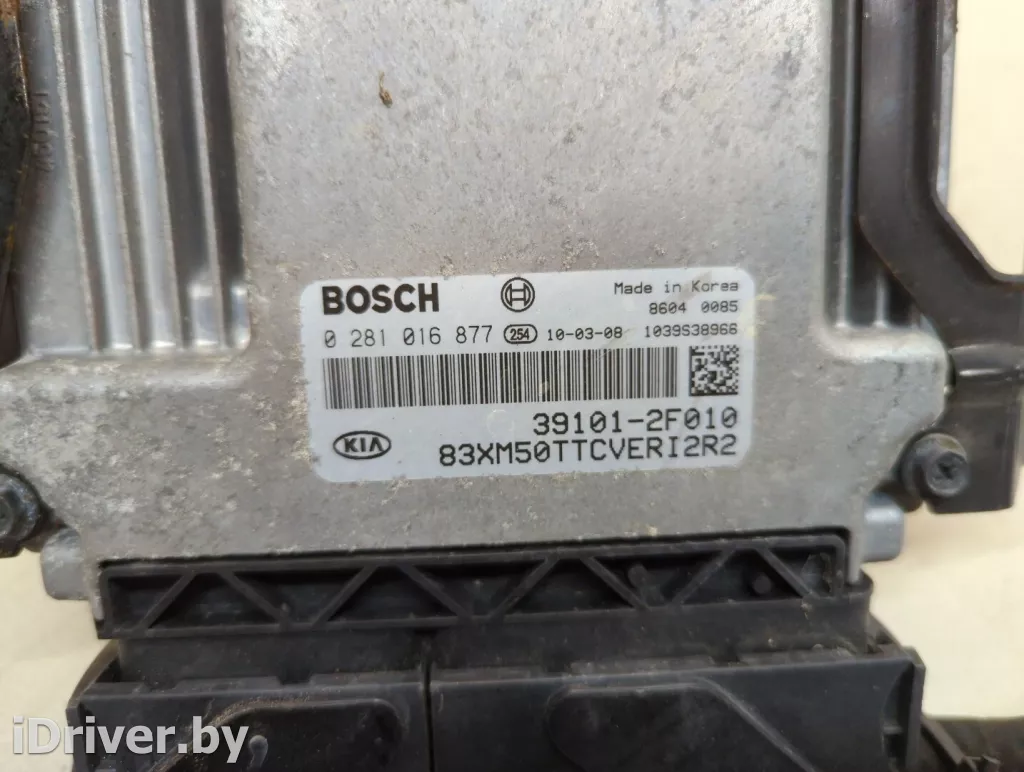 BOSCH
Made in Korea
8604 0085
0 281 016 877 254 10-03-08 1039S38966
39101-2F010
KIA
83XM50TTCVERI2R2
iDriver.by